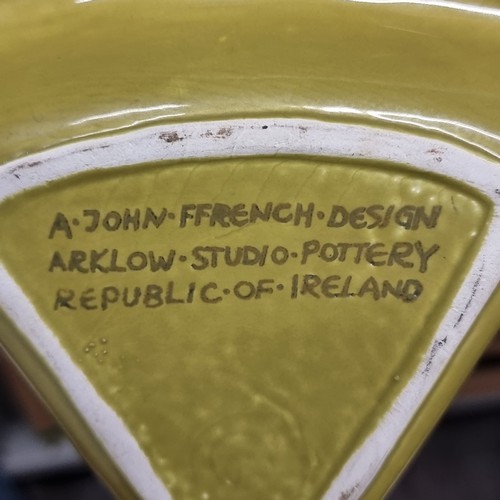 A·JOHN·FFRENCH·DESIGN
ARKLOW·STUDIO·POTTERY
REPUBLIC·OF·IRELAND